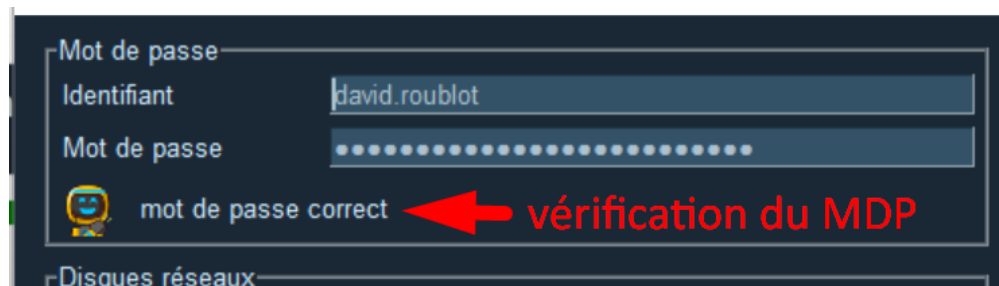 Mot de passe
Identifiant david.roublot
Mot de passe ••••••••••••••••••••••••••
mot de passe correct vérification du MDP
Disques réseaux